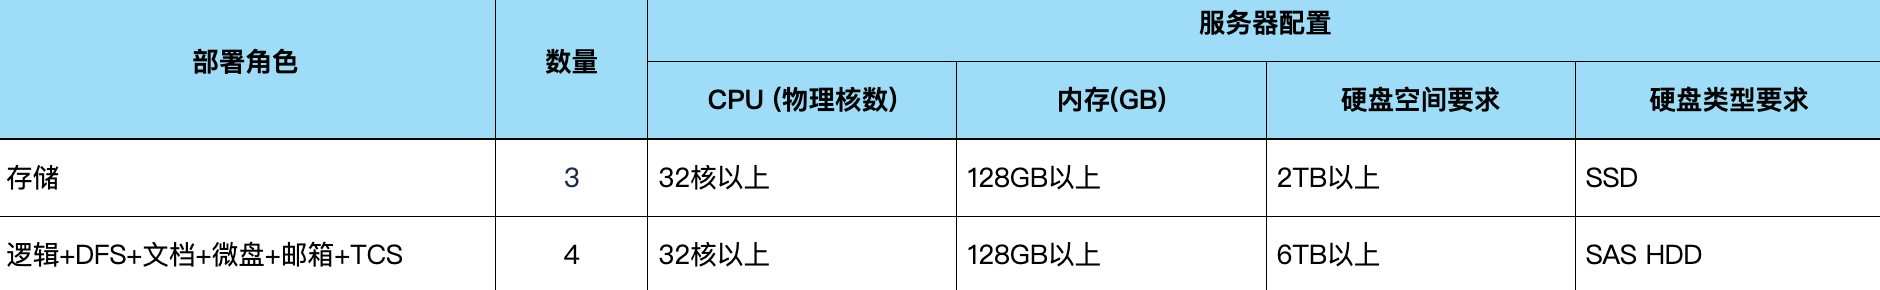 部署角色
数量
服务器配置
CPU (物理核数)
内存(GB)
硬盘空间要求
硬盘类型要求
存储
3
32核以上
128GB以上
2TB以上
SSD
逻辑+DFS+文档+微盘+邮箱+TCS
4
32核以上
128GB以上
6TB以上
SAS HDD